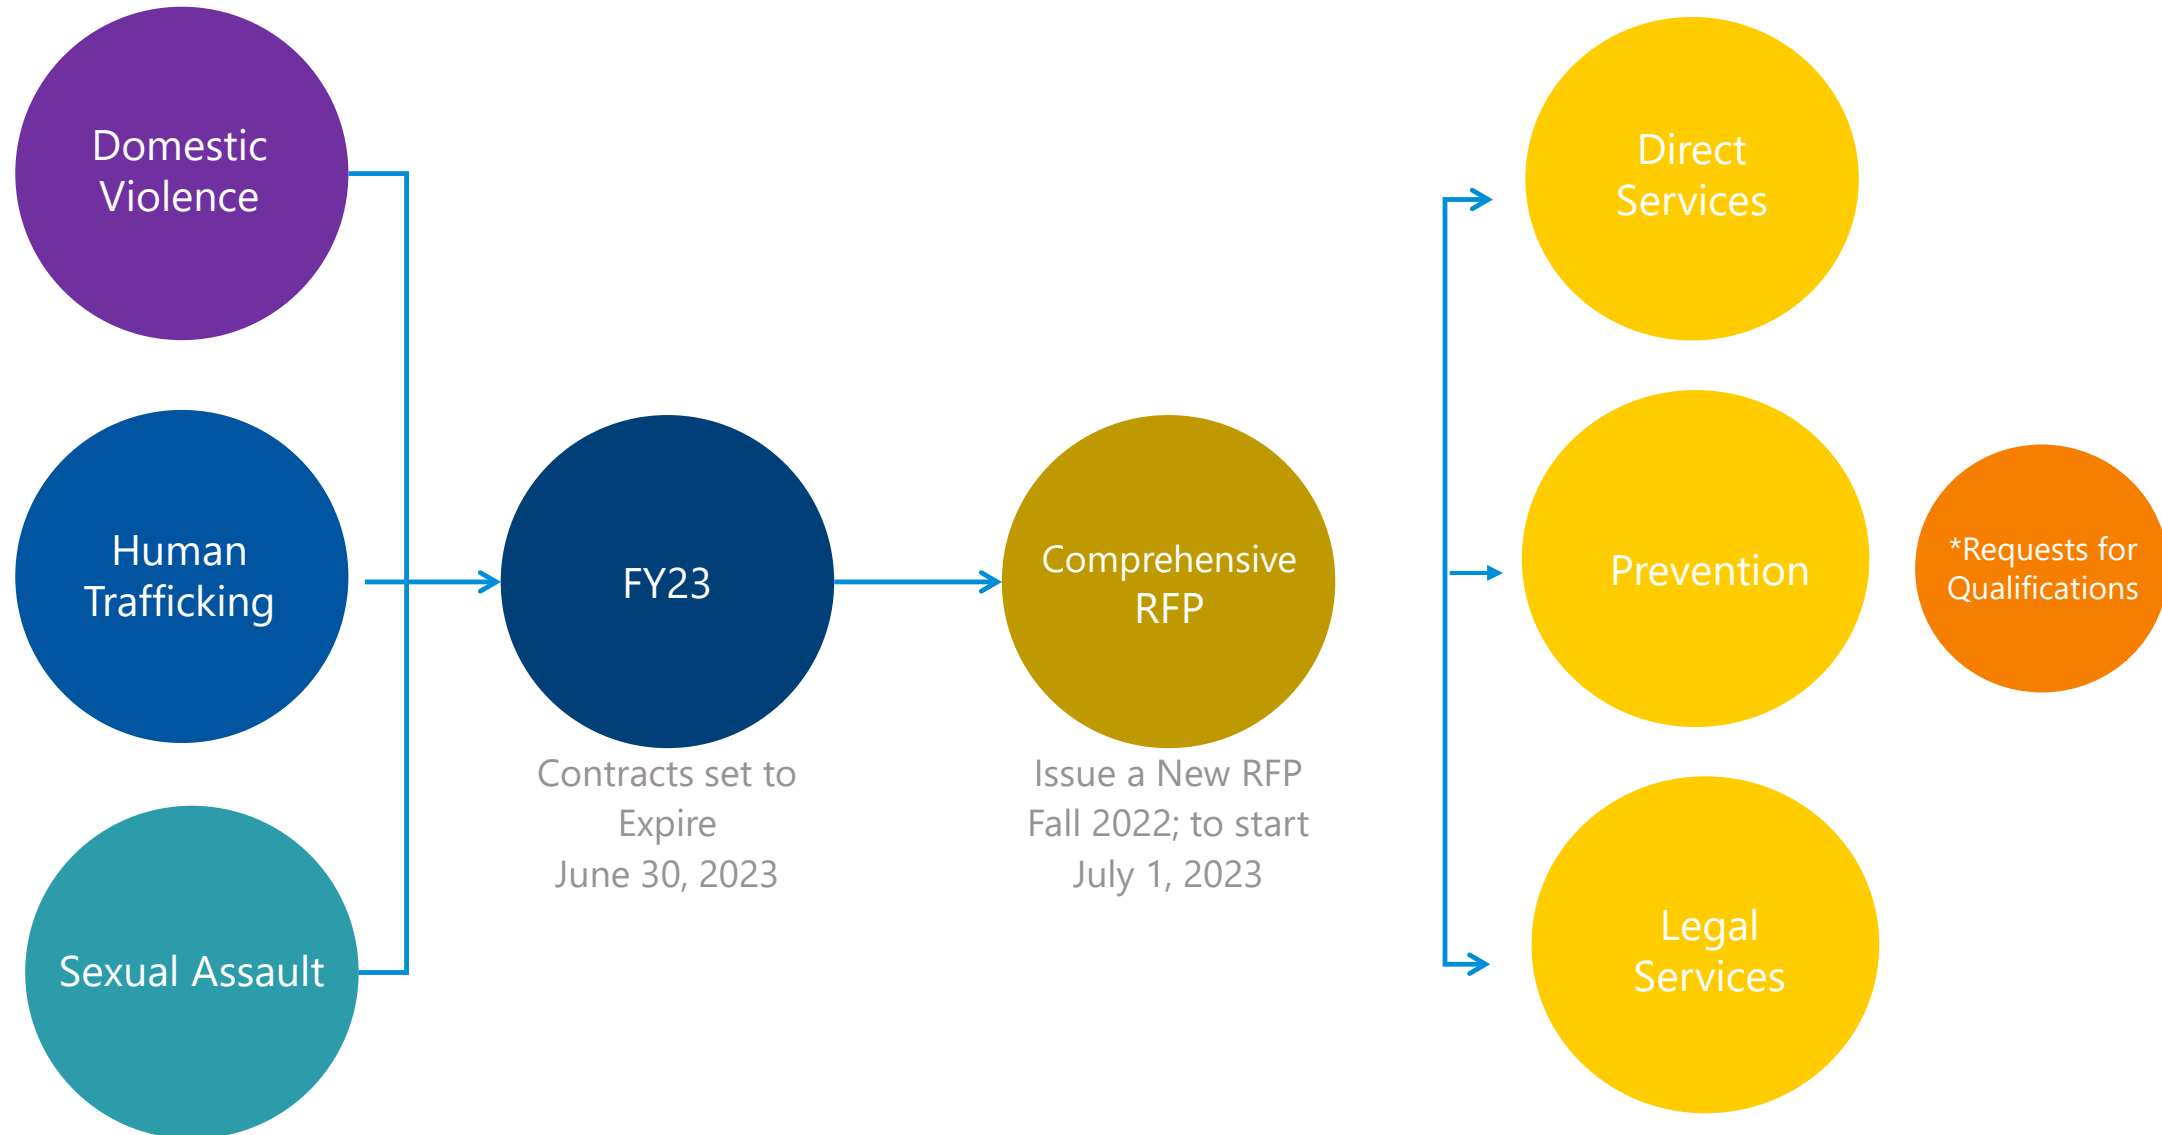 Domestic
Violence
Human
Trafficking
Sexual Assault
FY23
Contracts set to
Expire
June 30, 2023
Comprehensive
RFP
Issue a New RFP
Fall 2022; to start
July 1, 2023
Direct
Services
Prevention
Legal
Services
*Requests for
Qualifications